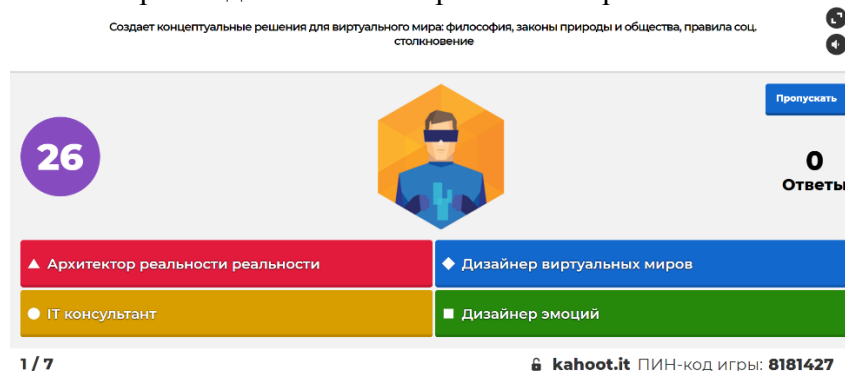 Создает концептуальные решения для виртуального мира: философия, законы природы и общества, правила соц.
столкновение
Пропускать
26
0
Ответы
▲ Архитектор реальности реальности
◆ Дизайнер виртуальных миров
● IT консультант
■ Дизайнер эмоций
1 / 7
kahoot.it ПИН-код игры: 8181427